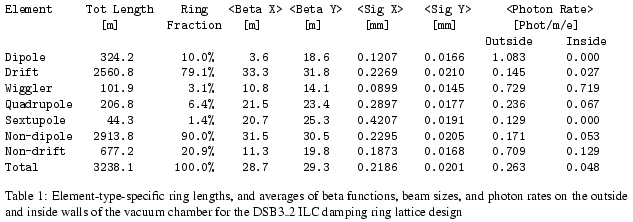 Element Tot Length Ring <Beta X> <Beta Y> <Sig X> <Sig Y> <Photon Rate>
[m] Fraction [m] [m] [mm] [mm] [Phot/m/e]
Outside Inside
Dipole 324.2 10.0% 3.6 18.6 0.1207 0.0166 1.083 0.000
Drift 2560.8 79.1% 33.3 31.8 0.2269 0.0210 0.145 0.027
Wiggler 101.9 3.1% 10.8 14.1 0.0899 0.0145 0.729 0.719
Quadrupole 206.8 6.4% 21.5 23.4 0.2897 0.0177 0.236 0.067
Sextupole 44.3 1.4% 20.7 25.3 0.4207 0.0191 0.129 0.000
Non-dipole 2913.8 90.0% 31.5 30.5 0.2295 0.0205 0.171 0.053
Non-drift 677.2 20.9% 11.3 19.8 0.1873 0.0168 0.709 0.129
Total 3238.1 100.0% 28.7 29.3 0.2186 0.0201 0.263 0.048
Table 1: Element-type-specific ring lengths, and averages of beta functions, beam sizes, and photon rates on the outside
and inside walls of the vacuum chamber for the DSB3.2 ILC damping ring lattice design